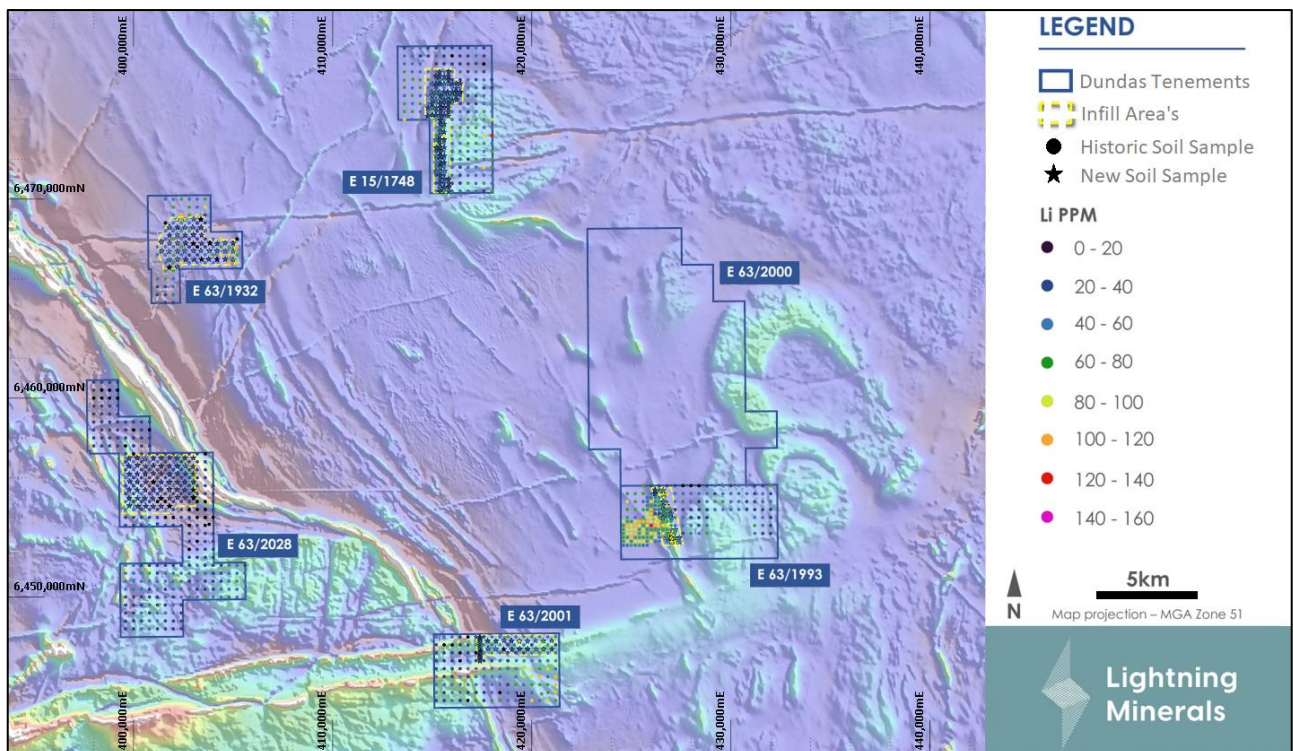 400,000mE
410,000mE
420,000mE
430,000mE
440,000mE
6,470,000mN
6,460,000mN
6,450,000mN
E 15/1748
E 63/1932
E 63/2000
E 63/2028
E 63/1993
E 63/2001
400,000mE
410,000mE
420,000mE
430,000mE
440,000mE
LEGEND
Dundas Tenements
Infill Area's
Historic Soil Sample
New Soil Sample
Li PPM
0 - 20
20 - 40
40 - 60
60 - 80
80 - 100
100 - 120
120 - 140
140 - 160
N
5km
Map projection – MGA Zone 51
Lightning
Minerals